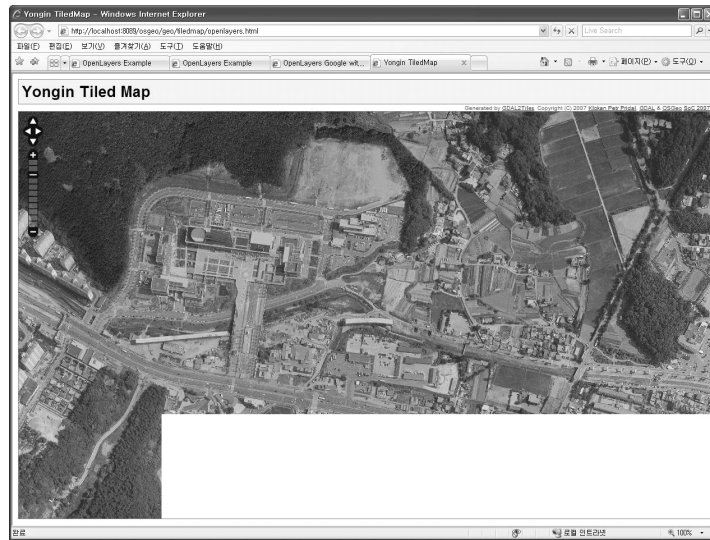 Yongin TiledMap - Windows Internet Explorer
http://localhost:8089/osgeo/geo/tiledmap/openlayers.html
Live Search
파일(F) 편집(E) 보기(V) 즐겨찾기(A) 도구(T) 도움말(H)
OpenLayers Example
OpenLayers Example
OpenLayers Google wit...
Yongin TiledMap
페이지(P)
도구(O)
Yongin Tiled Map
Generated by GDAL2Tiles, Copyright (C) 2007 Klokan Petr Pridal, GDAL & OSGeo SoC 2007
완료
로컬 인트라넷
100%